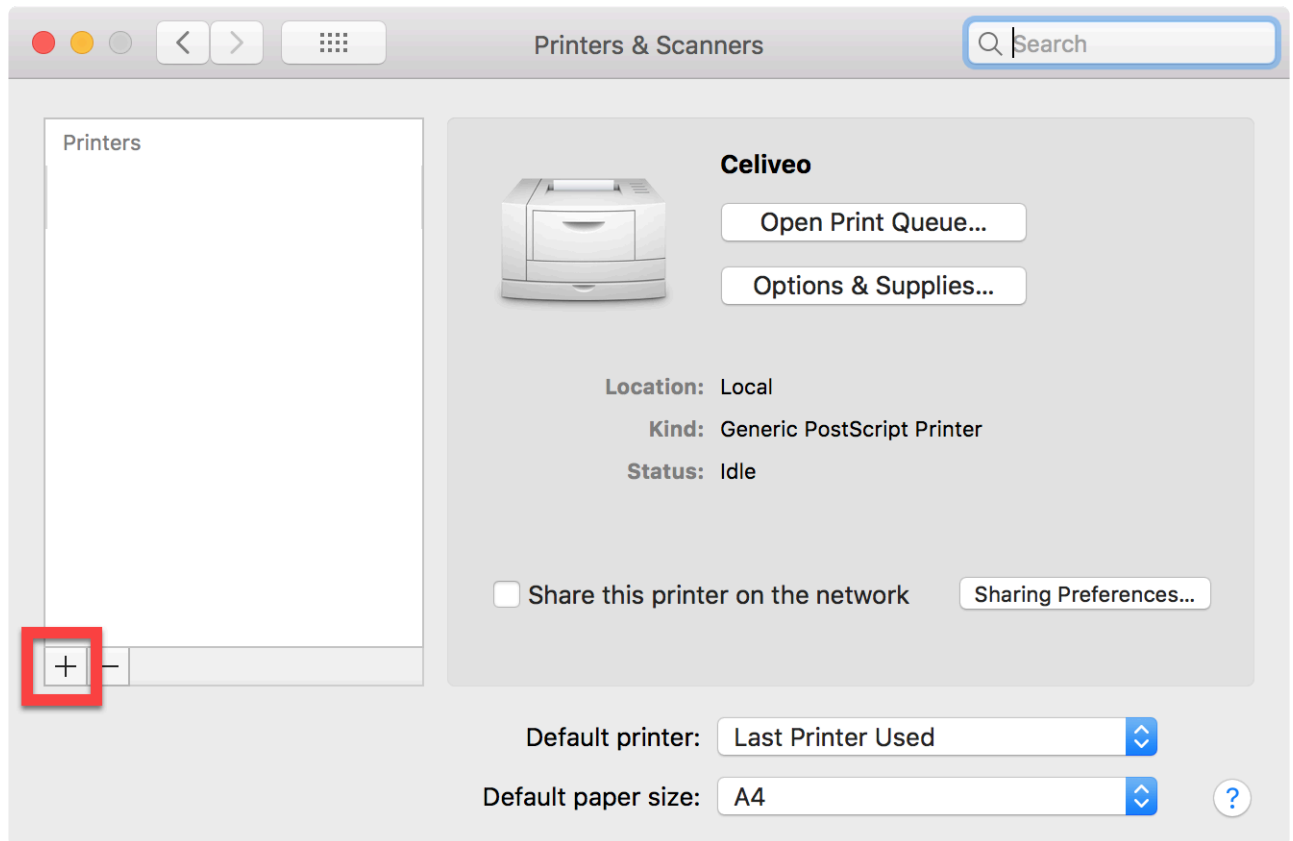 Printers & Scanners
Search
Printers
Celiveo
Open Print Queue...
Options & Supplies...
Location: Local
Kind: Generic PostScript Printer
Status: Idle
Share this printer on the network
Sharing Preferences...
+ −
Default printer: Last Printer Used
Default paper size: A4
?